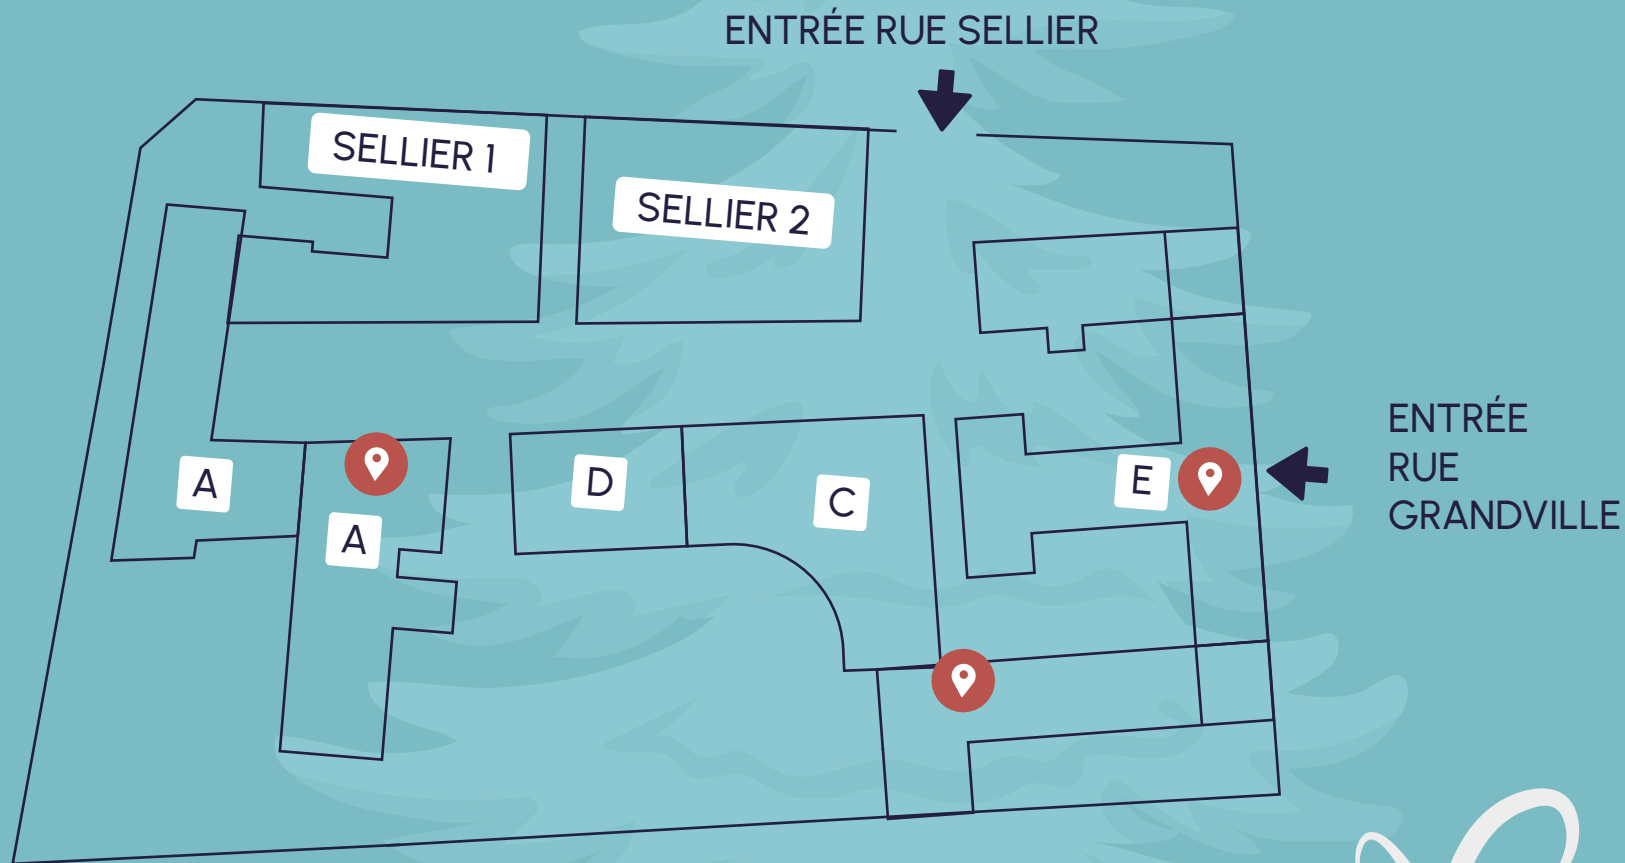 ENTRÉE RUE SELLIER
SELLIER 1
SELLIER 2
A
A
D
C
E
ENTRÉE
RUE
GRANDVILLE